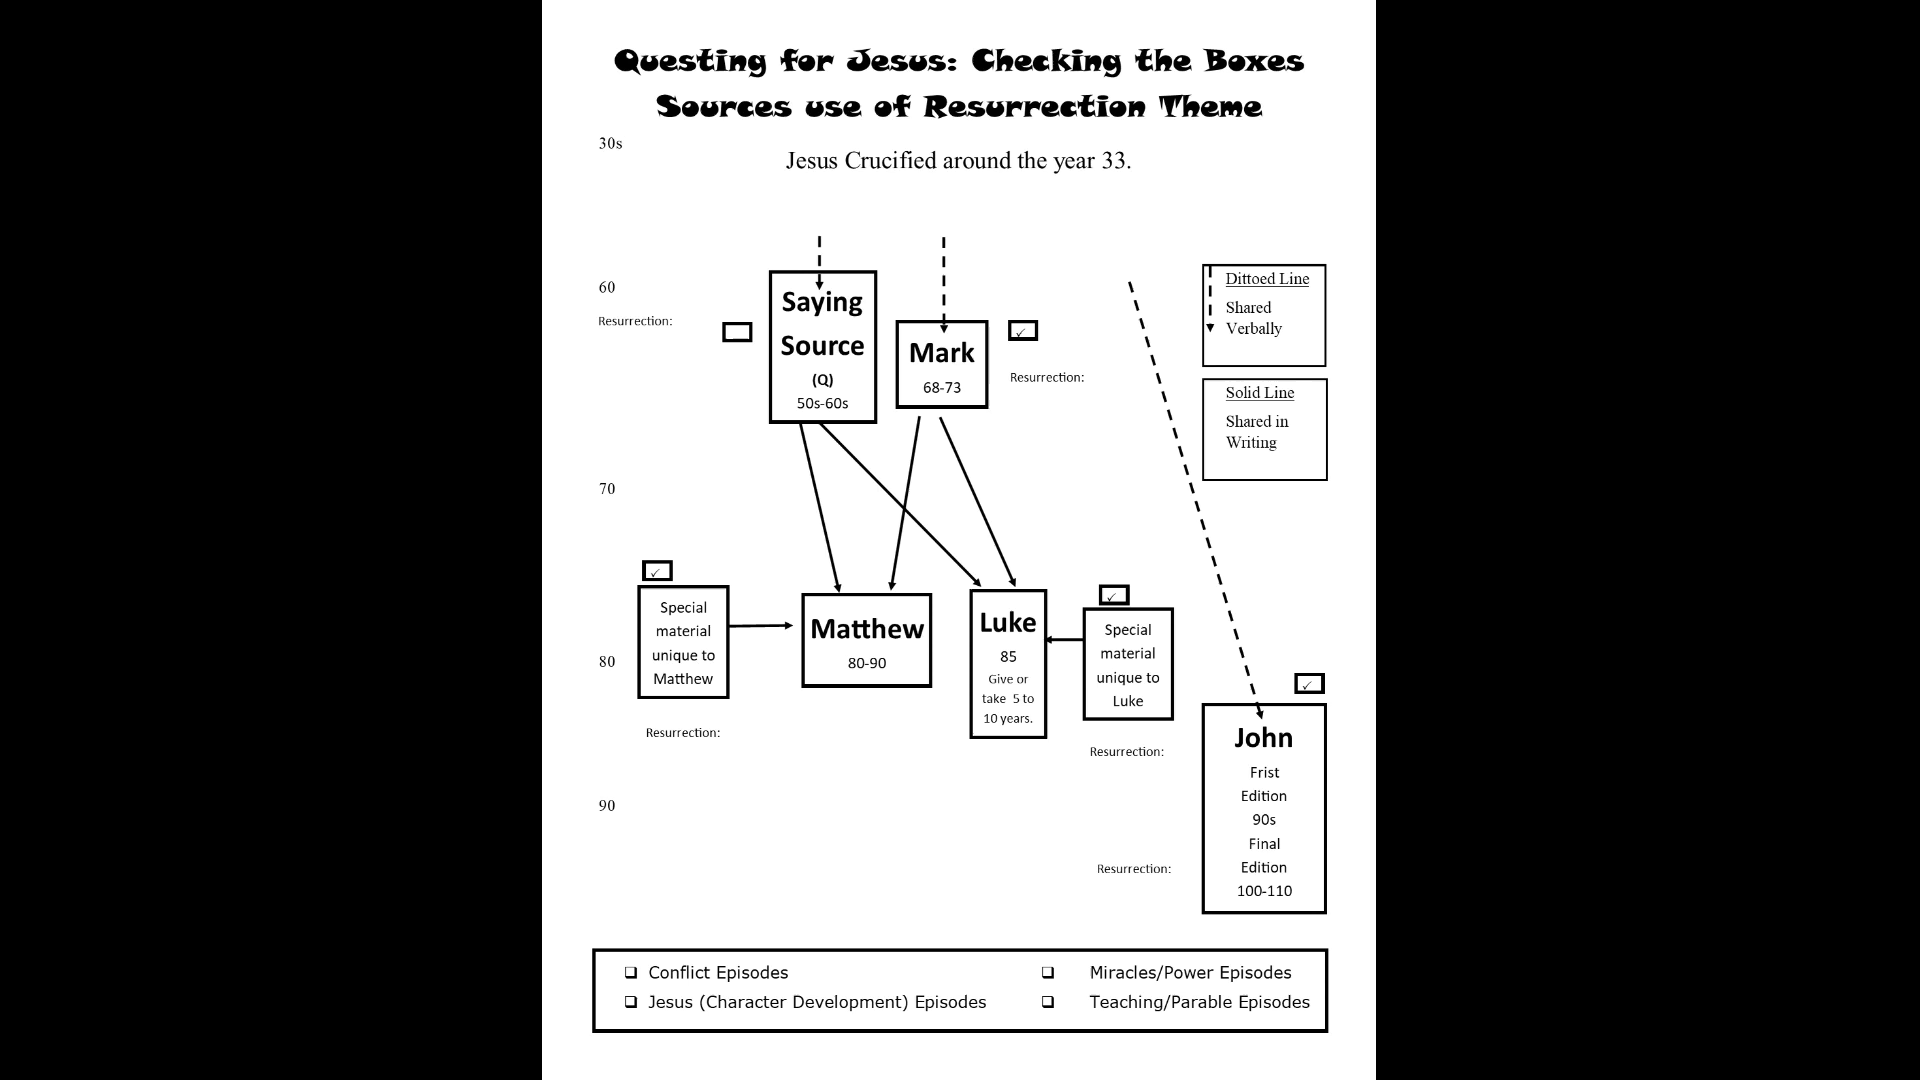 Questing for Jesus: Checking the Boxes
Sources use of Resurrection Theme
30s
Jesus Crucified around the year 33.
60
Resurrection:
Saying
Source
(Q)
50s-60s
Mark
68-73
✓
Resurrection:
Dittoed Line
Shared
Verbally
Solid Line
Shared in
Writing
70
✓
Special
material
unique to
Matthew
Resurrection:
Matthew
80-90
Luke
85
Give or
take 5 to
10 years.
✓
Special
material
unique to
Luke
Resurrection:
80
✓
John
Frist
Edition
90s
Final
Edition
100-110
90
Resurrection:
❑ Conflict Episodes
❑ Jesus (Character Development) Episodes
❑ Miracles/Power Episodes
❑ Teaching/Parable Episodes